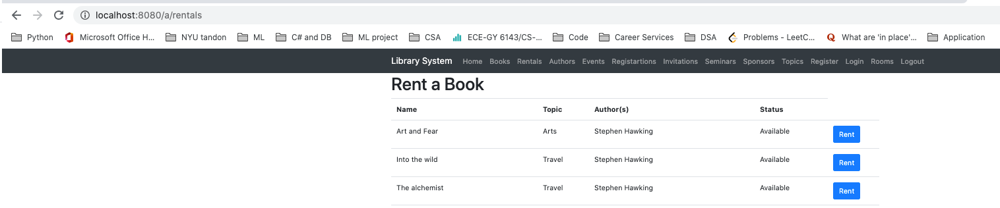 localhost:8080/a/rentals
Python Microsoft Office H... NYU tandon ML C# and DB ML project CSA ECE-GY 6143/CS-... Code Career Services DSA Problems - LeetC... What are 'in place'... Application
Library System Home Books Rentals Authors Events Registartions Invitations Seminars Sponsors Topics Register Login Rooms Logout
Rent a Book
Name Topic Author(s) Status
Art and Fear Arts Stephen Hawking Available Rent
Into the wild Travel Stephen Hawking Available Rent
The alchemist Travel Stephen Hawking Available Rent